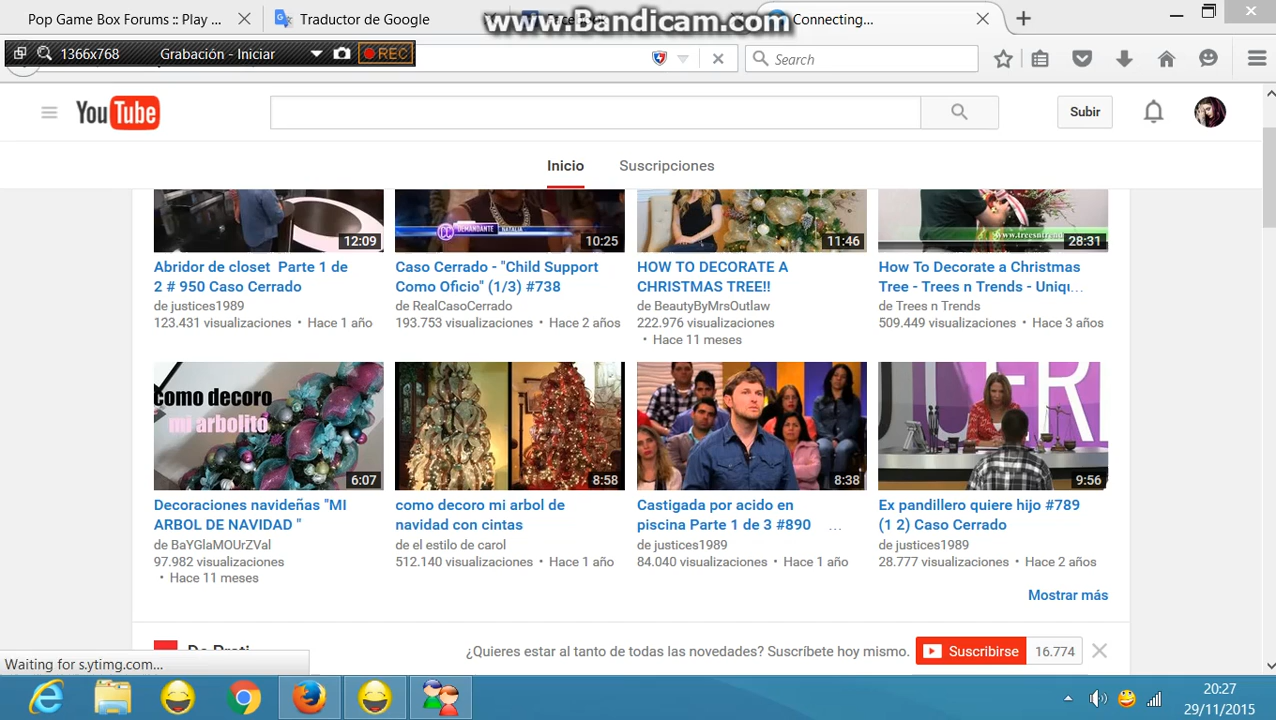 www.Bandicam.com
Pop Game Box Forums :: Play ...
Traductor de Google
Connecting...
1366x768
Grabación - Iniciar
REC
Search
YouTube
Subir
Inicio
Suscripciones
DEMANDANTE NATALIA
12:09
10:25
11:46
28:31
Abridor de closet Parte 1 de
2 # 950 Caso Cerrado
de justices1989
123.431 visualizaciones • Hace 1 año
Caso Cerrado - "Child Support
Como Oficio" (1/3) #738
de RealCasoCerrado
193.753 visualizaciones • Hace 2 años
HOW TO DECORATE A
CHRISTMAS TREE!!
de BeautyByMrsOutlaw
222.976 visualizaciones
• Hace 11 meses
How To Decorate a Christmas
Tree - Trees n Trends - Uniqu...
de Trees n Trends
509.449 visualizaciones • Hace 3 años
como decoro
mi arbolito
6:07
8:58
8:38
9:56
Decoraciones navideñas "MI
ARBOL DE NAVIDAD "
de BaYGlaMOUrZVal
97.982 visualizaciones
• Hace 11 meses
como decoro mi arbol de
navidad con cintas
de el estilo de carol
512.140 visualizaciones • Hace 1 año
Castigada por acido en
piscina Parte 1 de 3 #890 ...
de justices1989
84.040 visualizaciones • Hace 1 año
Ex pandillero quiere hijo #789
(1 2) Caso Cerrado
de justices1989
28.777 visualizaciones • Hace 2 años
Mostrar más
¿Quieres estar al tanto de todas las novedades? Suscríbete hoy mismo.
Suscribirse
16.774
Waiting for s.ytimg.com...
20:27
29/11/2015